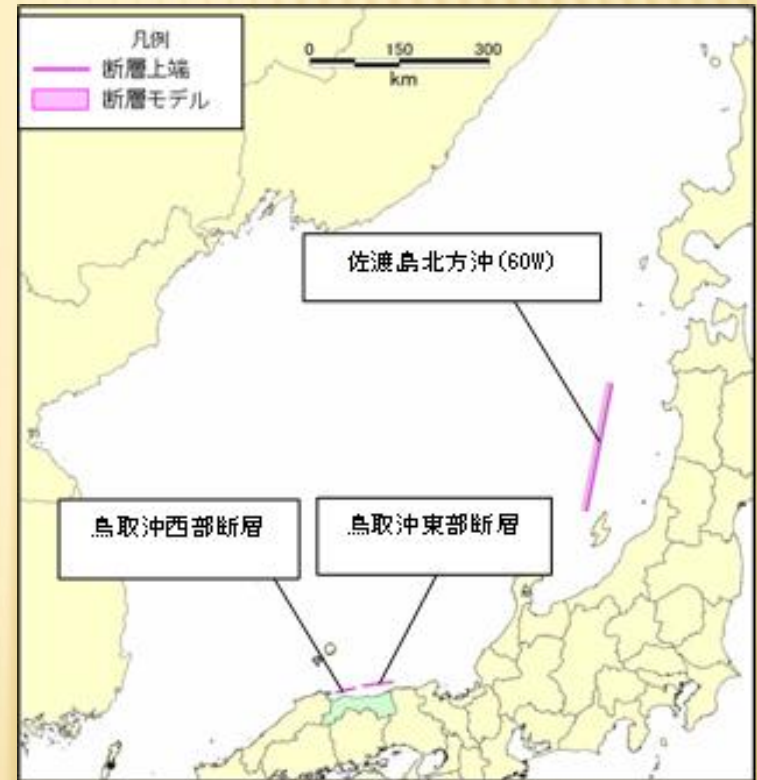 凡例
断層上端
断層モデル
0 150 300
km
佐渡島北方沖(60W)
鳥取沖西部断層
鳥取沖東部断層